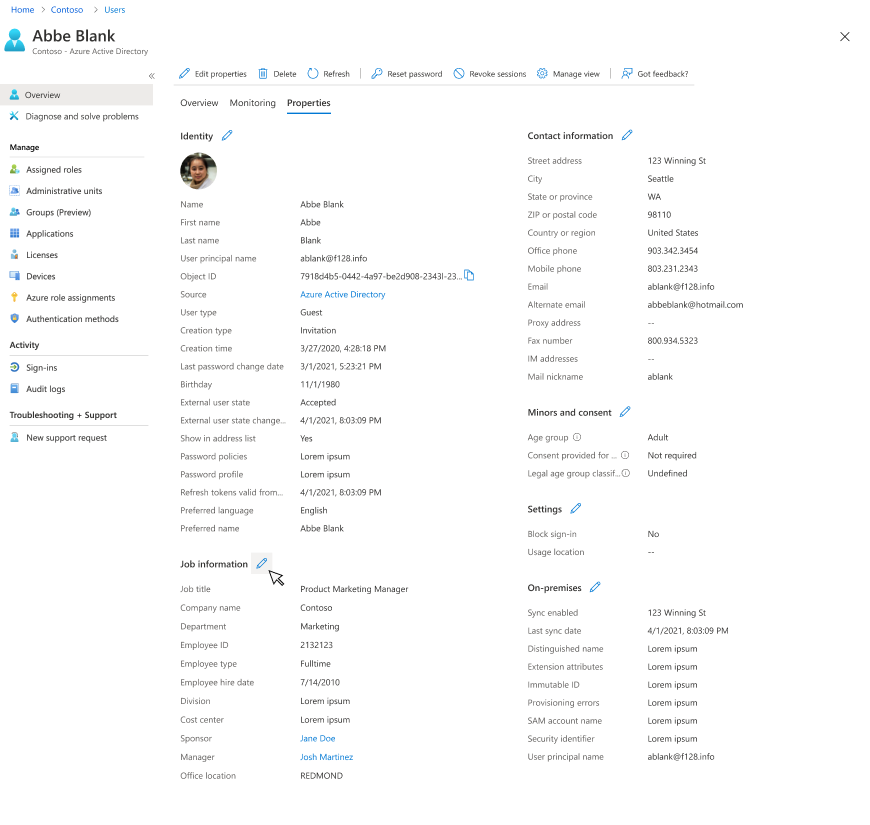 Home > Contoso > Users
Abbe Blank
Contoso - Azure Active Directory
«
Overview
Diagnose and solve problems
Manage
Assigned roles
Administrative units
Groups (Preview)
Applications
Licenses
Devices
Azure role assignments
Authentication methods
Activity
Sign-ins
Audit logs
Troubleshooting + Support
New support request
Edit properties Delete Refresh Reset password Revoke sessions Manage view Got feedback?
Overview Monitoring Properties
Identity
Name Abbe Blank
First name Abbe
Last name Blank
User principal name ablank@f128.info
Object ID 7918d4b5-0442-4a97-be2d908-2343l-23...
Source Azure Active Directory
User type Guest
Creation type Invitation
Creation time 3/27/2020, 4:28:18 PM
Last password change date 3/1/2021, 5:23:21 PM
Birthday 11/1/1980
External user state Accepted
External user state change... 4/1/2021, 8:03:09 PM
Show in address list Yes
Password policies Lorem ipsum
Password profile Lorem ipsum
Refresh tokens valid from... 4/1/2021, 8:03:09 PM
Preferred language English
Preferred name Abbe Blank
Job information
Job title Product Marketing Manager
Company name Contoso
Department Marketing
Employee ID 2132123
Employee type Fulltime
Employee hire date 7/14/2010
Division Lorem ipsum
Cost center Lorem ipsum
Sponsor Jane Doe
Manager Josh Martinez
Office location REDMOND
Contact information
Street address 123 Winning St
City Seattle
State or province WA
ZIP or postal code 98110
Country or region United States
Office phone 903.342.3454
Mobile phone 803.231.2343
Email ablank@f128.info
Alternate email abbeblank@hotmail.com
Proxy address --
Fax number 800.934.5323
IM addresses --
Mail nickname ablank
Minors and consent
Age group Adult
Consent provided for ... Not required
Legal age group classif... Undefined
Settings
Block sign-in No
Usage location --
On-premises
Sync enabled 123 Winning St
Last sync date 4/1/2021, 8:03:09 PM
Distinguished name Lorem ipsum
Extension attributes Lorem ipsum
Immutable ID Lorem ipsum
Provisioning errors Lorem ipsum
SAM account name Lorem ipsum
Security identifier Lorem ipsum
User principal name ablank@f128.info